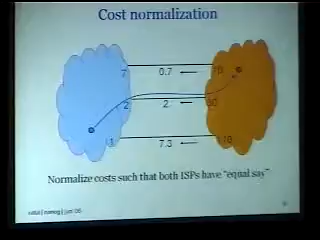 Cost normalization
7 0.7
2 2
1 7.3
Normalize costs such that both ISPs have "equal say"